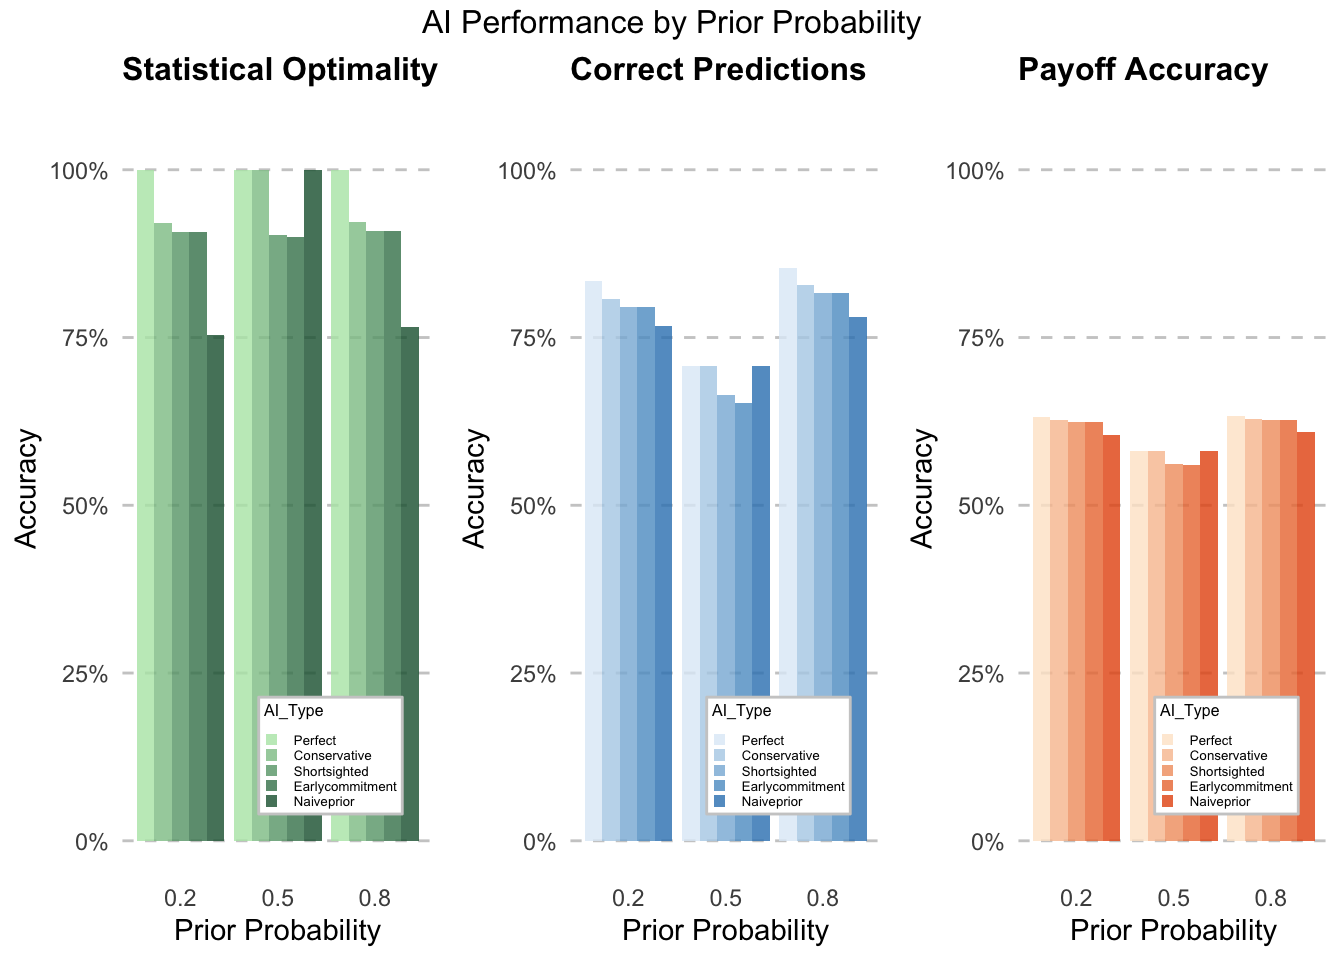 AI Performance by Prior Probability
Statistical Optimality
Accuracy
100%
75%
50%
25%
0%
AI_Type
Perfect
Conservative
Shortsighted
Earlycommitment
Naiveprior
0.2 0.5 0.8
Prior Probability
Correct Predictions
Accuracy
100%
75%
50%
25%
0%
AI_Type
Perfect
Conservative
Shortsighted
Earlycommitment
Naiveprior
0.2 0.5 0.8
Prior Probability
Payoff Accuracy
Accuracy
100%
75%
50%
25%
0%
AI_Type
Perfect
Conservative
Shortsighted
Earlycommitment
Naiveprior
0.2 0.5 0.8
Prior Probability